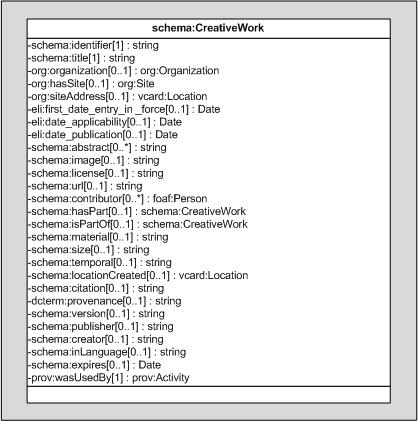 schema:CreativeWork
-schema:identifier[1] : string
-schema:title[1] : string
-org:organization[0..1] : org:Organization
-org:hasSite[0..1] : org:Site
-org:siteAddress[0..1] : vcard:Location
-eli:first_date_entry_in _force[0..1] : Date
-eli:date_applicability[0..1] : Date
-eli:date_publication[0..1] : Date
-schema:abstract[0..*] : string
-schema:image[0..1] : string
-schema:license[0..1] : string
-schema:url[0..1] : string
-schema:contributor[0..*] : foaf:Person
-schema:hasPart[0..1] : schema:CreativeWork
-schema:isPartOf[0..1] : schema:CreativeWork
-schema:material[0..1] : string
-schema:size[0..1] : string
-schema:temporal[0..1] : string
-schema:locationCreated[0..1] : vcard:Location
-schema:citation[0..1] : string
-dcterm:provenance[0..1] : string
-schema:version[0..1] : string
-schema:publisher[0..1] : string
-schema:creator[0..1] : string
-schema:inLanguage[0..1] : string
-schema:expires[0..1] : Date
-prov:wasUsedBy[1] : prov:Activity